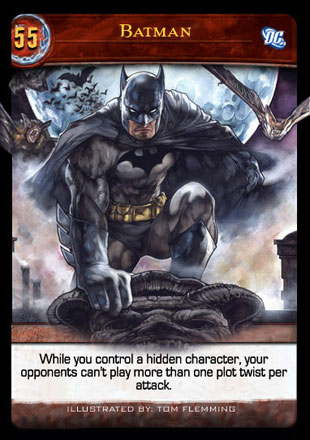 55
BATMAN
DC
While you control a hidden character, your
opponents can't play more than one plot twist per
attack.
ILLUSTRATED BY: TOM FLEMMING